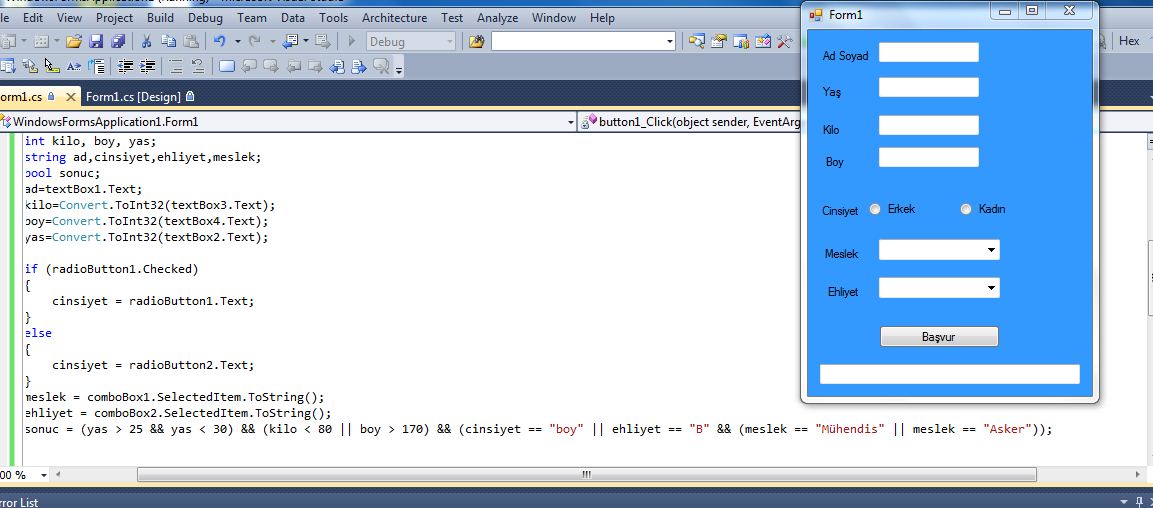 le Edit View Project Build Debug Team Data Tools Architecture Test Analyze Window Help
Debug
Hex
orm1.cs Form1.cs [Design]
WindowsFormsApplication1.Form1 button1_Click(object sender, EventArg
int kilo, boy, yas;
string ad,cinsiyet,ehliyet,meslek;
bool sonuc;
ad=textBox1.Text;
kilo=Convert.ToInt32(textBox3.Text);
boy=Convert.ToInt32(textBox4.Text);
yas=Convert.ToInt32(textBox2.Text);
if (radioButton1.Checked)
{
cinsiyet = radioButton1.Text;
}
else
{
cinsiyet = radioButton2.Text;
}
meslek = comboBox1.SelectedItem.ToString();
ehliyet = comboBox2.SelectedItem.ToString();
sonuc = (yas > 25 && yas < 30) && (kilo < 80 || boy > 170) && (cinsiyet == "boy" || ehliyet == "B" && (meslek == "Mühendis" || meslek == "Asker"));
00 %
rror List
Form1
Ad Soyad
Yaş
Kilo
Boy
Cinsiyet Erkek Kadın
Meslek
Ehliyet
Başvur